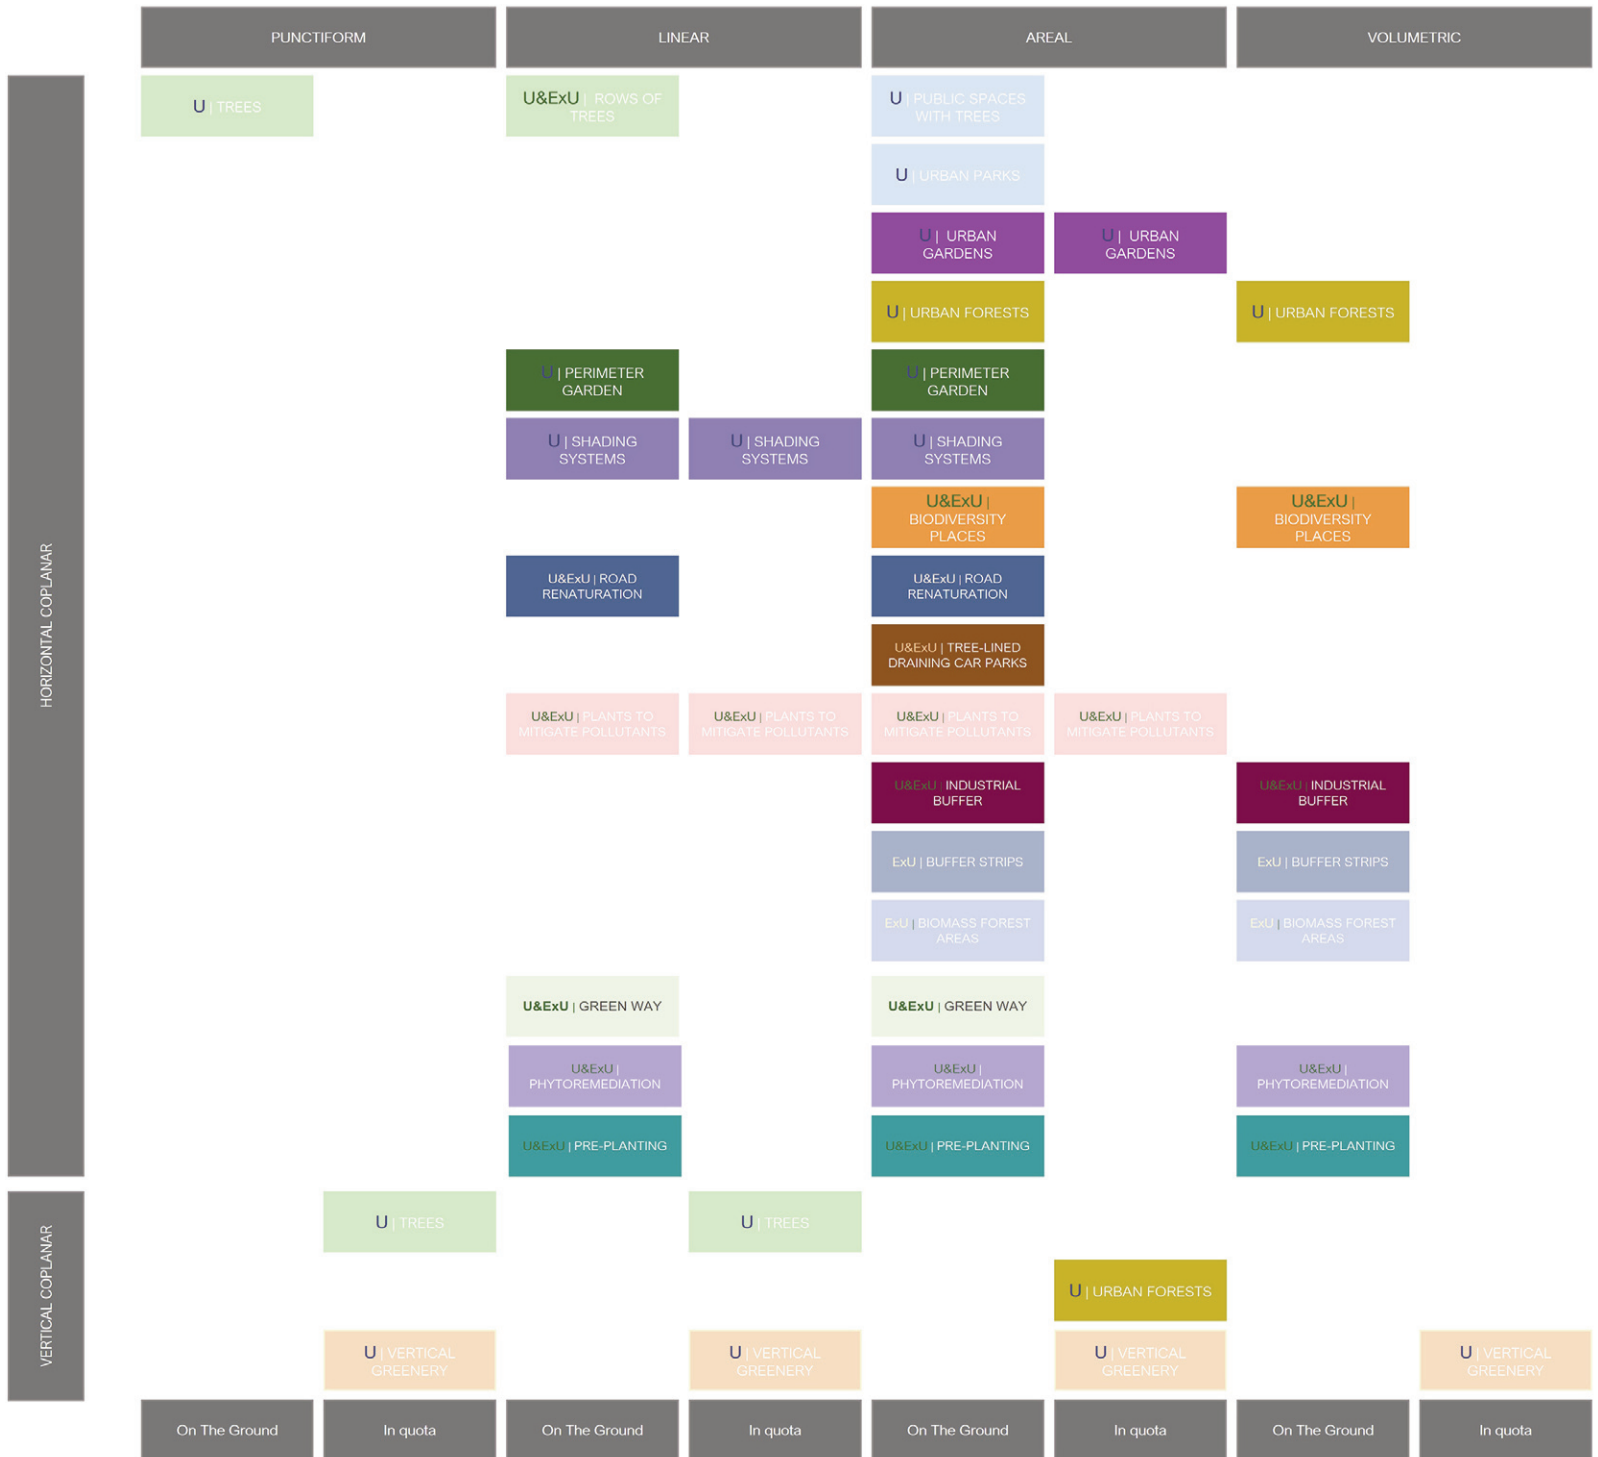 PUNCTIFORM
LINEAR
AREAL
VOLUMETRIC
HORIZONTAL COPLANAR
U | TREES
U&ExU | ROWS OF
TREES
U | PUBLIC SPACES
WITH TREES
U | URBAN PARKS
U | URBAN
GARDENS
U | URBAN
GARDENS
U | URBAN FORESTS
U | URBAN FORESTS
U | PERIMETER
GARDEN
U | PERIMETER
GARDEN
U | SHADING
SYSTEMS
U | SHADING
SYSTEMS
U | SHADING
SYSTEMS
U&ExU |
BIODIVERSITY
PLACES
U&ExU |
BIODIVERSITY
PLACES
U&ExU | ROAD
RENATURATION
U&ExU | ROAD
RENATURATION
U&ExU | TREE-LINED
DRAINING CAR PARKS
U&ExU | PLANTS TO
MITIGATE POLLUTANTS
U&ExU | PLANTS TO
MITIGATE POLLUTANTS
U&ExU | PLANTS TO
MITIGATE POLLUTANTS
U&ExU | PLANTS TO
MITIGATE POLLUTANTS
U&ExU | INDUSTRIAL
BUFFER
U&ExU | INDUSTRIAL
BUFFER
ExU | BUFFER STRIPS
ExU | BUFFER STRIPS
ExU | BIOMASS FOREST
AREAS
ExU | BIOMASS FOREST
AREAS
U&ExU | GREEN WAY
U&ExU | GREEN WAY
U&ExU |
PHYTOREMEDIATION
U&ExU |
PHYTOREMEDIATION
U&ExU |
PHYTOREMEDIATION
U&ExU | PRE-PLANTING
U&ExU | PRE-PLANTING
U&ExU | PRE-PLANTING
VERTICAL COPLANAR
U | TREES
U | TREES
U | URBAN FORESTS
U | VERTICAL
GREENERY
U | VERTICAL
GREENERY
U | VERTICAL
GREENERY
U | VERTICAL
GREENERY
On The Ground
In quota
On The Ground
In quota
On The Ground
In quota
On The Ground
In quota